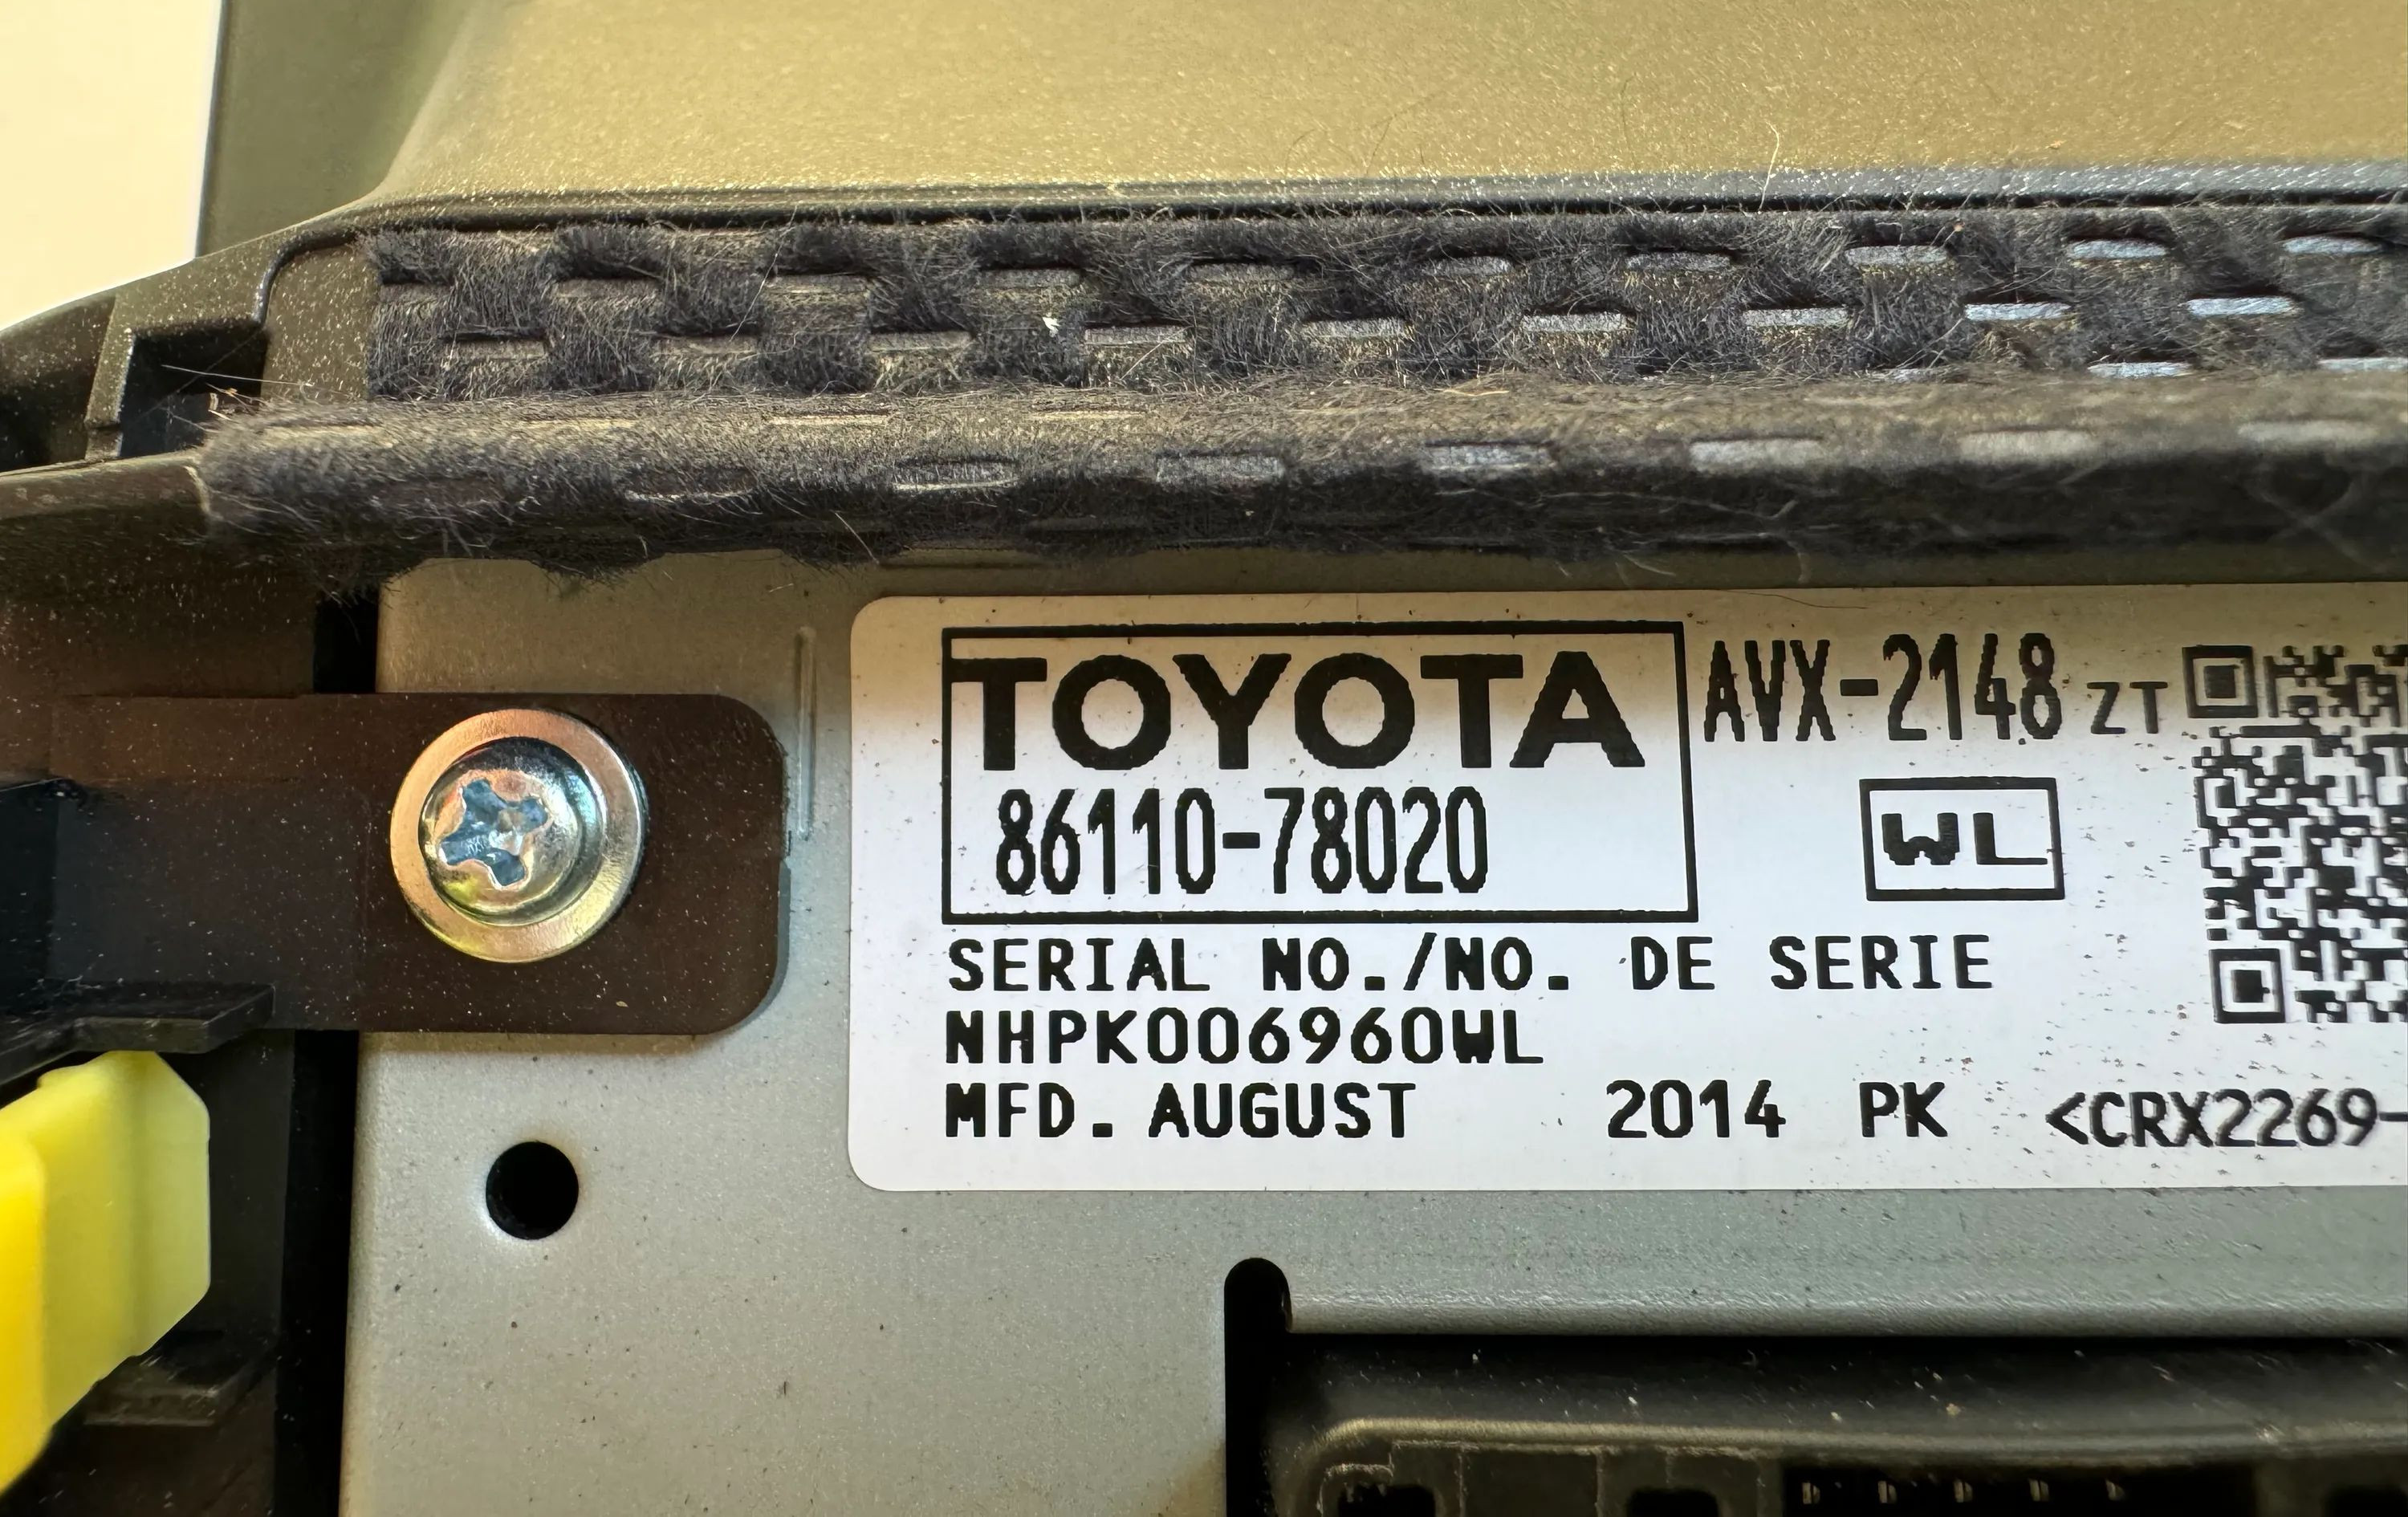 TOYOTA AVX-2148 ZT
86110-78020 WL
SERIAL NO./NO. DE SERIE
NHPK006960WL
MFD. AUGUST 2014 PK <CRX2269-